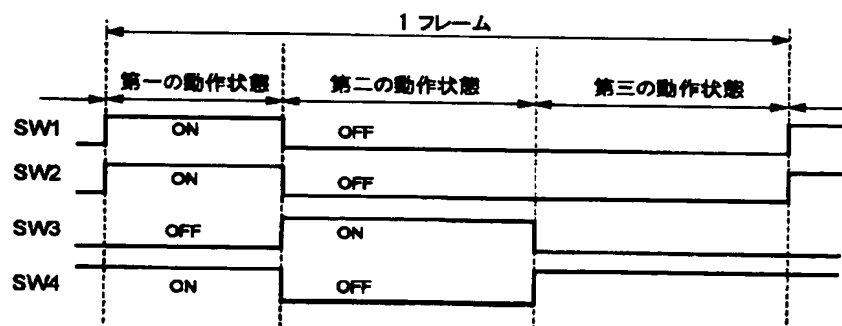 1 フレーム
第一の動作状態 第二の動作状態 第三の動作状態
SW1 ON OFF
SW2 ON OFF
SW3 OFF ON
SW4 ON OFF